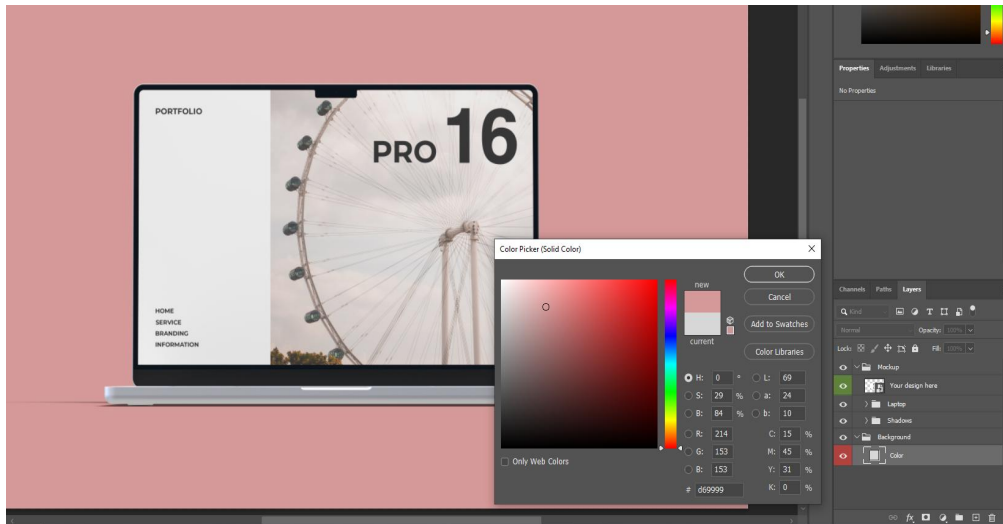 PORTFOLIO
PRO 16
HOME
SERVICE
BRANDING
INFORMATION
Color Picker (Solid Color)
new
current
OK
Cancel
Add to Swatches
Color Libraries
H: 0 °
S: 29 %
B: 84 %
R: 214
G: 153
B: 153
# d69999
L: 69
a: 24
b: 10
C: 15 %
M: 45 %
Y: 31 %
K: 0 %
Only Web Colors
Properties Adjustments Libraries
No Properties
Channels Paths Layers
Kind
Normal Opacity: 100%
Lock: Fill: 100%
Mockup
Your design here
Laptop
Shadows
Background
Color
fx